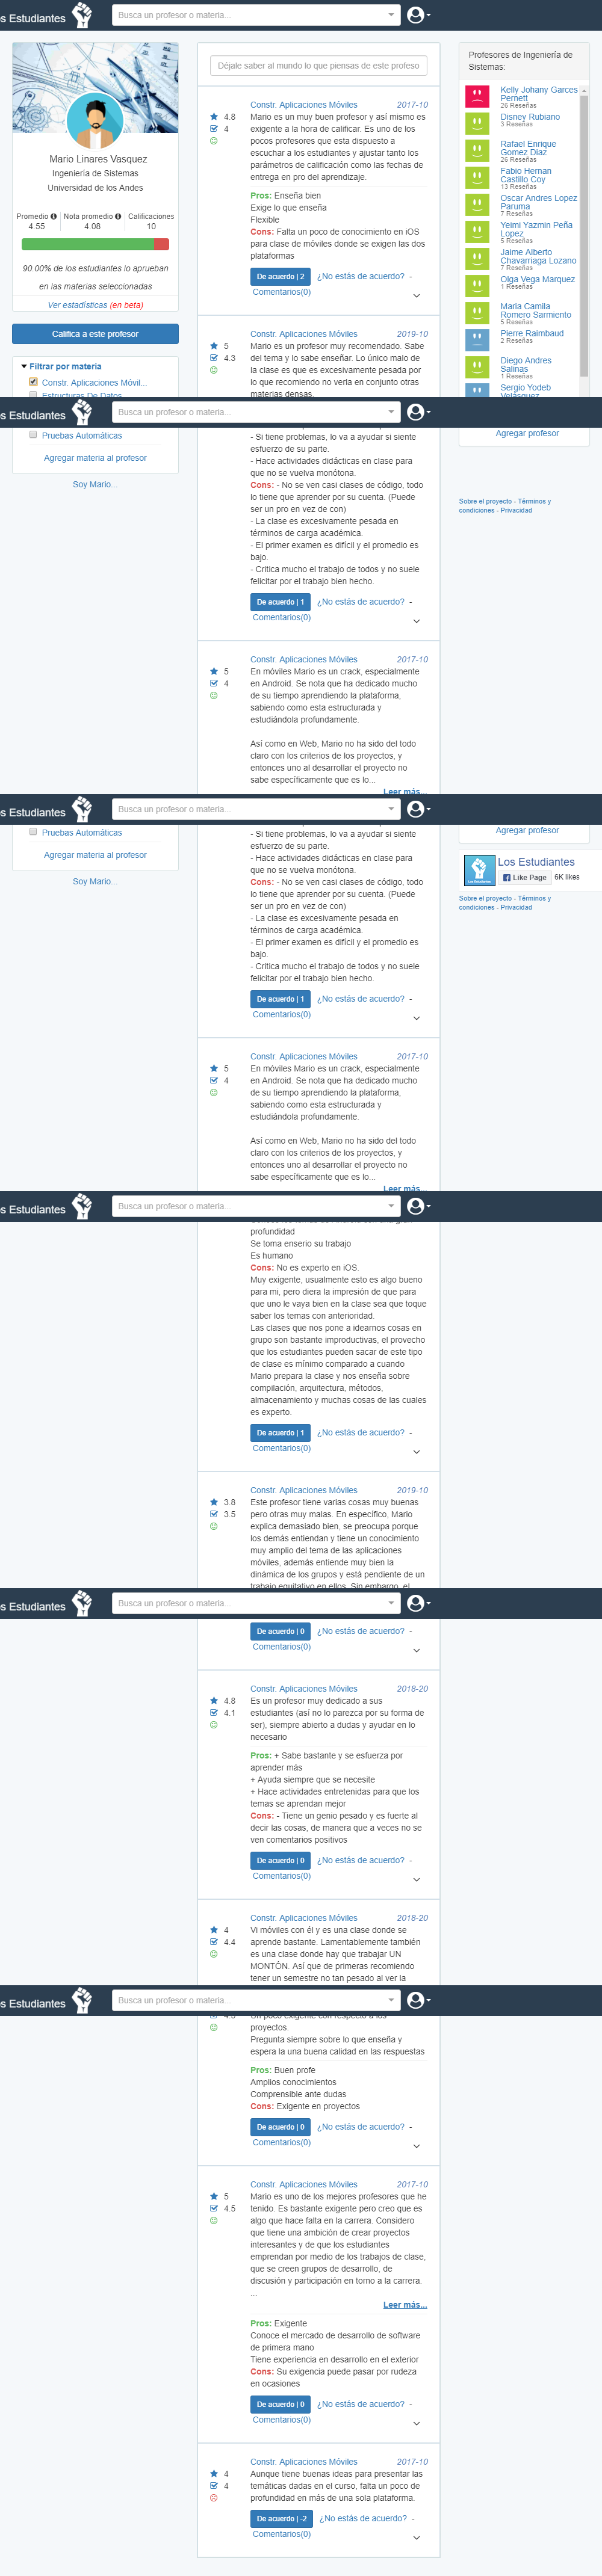 os Estudiantes
Busca un profesor o materia...
Mario Linares Vasquez
Ingeniería de Sistemas
Universidad de los Andes
Promedio Nota promedio Calificaciones
4.55 4.08 10
90.00% de los estudiantes lo aprueban
en las materias seleccionadas
Ver estadísticas (en beta)
Califica a este profesor
Filtrar por materia
Constr. Aplicaciones Móvil...
Estructuras De Datos
Déjale saber al mundo lo que piensas de este profeso
Constr. Aplicaciones Móviles 2017-10
4.8
4
Mario es un muy buen profesor y así mismo es
exigente a la hora de calificar. Es uno de los
pocos profesores que esta dispuesto a
escuchar a los estudiantes y ajustar tanto los
parámetros de calificación como las fechas de
entrega en pro del aprendizaje.
Pros: Enseña bien
Exige lo que enseña
Flexible
Cons: Falta un poco de conocimiento en iOS
para clase de móviles donde se exigen las dos
plataformas
De acuerdo | 2 ¿No estás de acuerdo? -
Comentarios(0)
Constr. Aplicaciones Móviles 2019-10
5
4.3
Mario es un profesor muy recomendado. Sabe
del tema y lo sabe enseñar. Lo único malo de
la clase es que es excesivamente pesada por
lo que recomiendo no verla en conjunto otras
materias densas.
Profesores de Ingeniería de
Sistemas:
Kelly Johany Garces
Pernett
26 Reseñas
Disney Rubiano
3 Reseñas
Rafael Enrique
Gomez Diaz
26 Reseñas
Fabio Hernan
Castillo Coy
13 Reseñas
Oscar Andres Lopez
Paruma
7 Reseñas
Yeimi Yazmin Peña
Lopez
5 Reseñas
Jaime Alberto
Chavarriaga Lozano
7 Reseñas
Olga Vega Marquez
1 Reseñas
Maria Camila
Romero Sarmiento
5 Reseñas
Pierre Raimbaud
2 Reseñas
Diego Andres
Salinas
1 Reseñas
Sergio Yodeb
Velasquez
os Estudiantes
Busca un profesor o materia...
Pruebas Automáticas
Agregar materia al profesor
Soy Mario...
- Si tiene problemas, lo va a ayudar si siente
esfuerzo de su parte.
- Hace actividades didácticas en clase para
que no se vuelva monótona.
Cons: - No se ven casi clases de código, todo
lo tiene que aprender por su cuenta. (Puede
ser un pro en vez de con)
- La clase es excesivamente pesada en
términos de carga académica.
- El primer examen es difícil y el promedio es
bajo.
- Critica mucho el trabajo de todos y no suele
felicitar por el trabajo bien hecho.
De acuerdo | 1 ¿No estás de acuerdo? -
Comentarios(0)
Constr. Aplicaciones Móviles 2017-10
5
4
En móviles Mario es un crack, especialmente
en Android. Se nota que ha dedicado mucho
de su tiempo aprendiendo la plataforma,
sabiendo como esta estructurada y
estudiándola profundamente.
Así como en Web, Mario no ha sido del todo
claro con los criterios de los proyectos, y
entonces uno al desarrollar el proyecto no
sabe específicamente que es lo...
Leer más...
Agregar profesor
Sobre el proyecto - Términos y
condiciones - Privacidad
os Estudiantes
Busca un profesor o materia...
Pruebas Automáticas
Agregar materia al profesor
Soy Mario...
- Si tiene problemas, lo va a ayudar si siente
esfuerzo de su parte.
- Hace actividades didácticas en clase para
que no se vuelva monótona.
Cons: - No se ven casi clases de código, todo
lo tiene que aprender por su cuenta. (Puede
ser un pro en vez de con)
- La clase es excesivamente pesada en
términos de carga académica.
- El primer examen es difícil y el promedio es
bajo.
- Critica mucho el trabajo de todos y no suele
felicitar por el trabajo bien hecho.
De acuerdo | 1 ¿No estás de acuerdo? -
Comentarios(0)
Constr. Aplicaciones Móviles 2017-10
5
4
En móviles Mario es un crack, especialmente
en Android. Se nota que ha dedicado mucho
de su tiempo aprendiendo la plataforma,
sabiendo como esta estructurada y
estudiándola profundamente.
Así como en Web, Mario no ha sido del todo
claro con los criterios de los proyectos, y
entonces uno al desarrollar el proyecto no
sabe específicamente que es lo...
Leer más...
Agregar profesor
Los Estudiantes
Like Page 6K likes
Sobre el proyecto - Términos y
condiciones - Privacidad
os Estudiantes
Busca un profesor o materia...
profundidad
Se toma enserio su trabajo
Es humano
Cons: No es experto en iOS.
Muy exigente, usualmente esto es algo bueno
para mi, pero diera la impresión de que para
que uno le vaya bien en la clase sea que toque
saber los temas con anterioridad.
Las clases que nos pone a idearnos cosas en
grupo son bastante improductivas, el provecho
que los estudiantes pueden sacar de este tipo
de clase es mínimo comparado a cuando
Mario prepara la clase y nos enseña sobre
compilación, arquitectura, métodos,
almacenamiento y muchas cosas de las cuales
es experto.
De acuerdo | 1 ¿No estás de acuerdo? -
Comentarios(0)
Constr. Aplicaciones Móviles 2019-10
3.8
3.5
Este profesor tiene varias cosas muy buenas
pero otras muy malas. En específico, Mario
explica demasiado bien, se preocupa porque
los demás entiendan y tiene un conocimiento
muy amplio del tema de las aplicaciones
móviles, además entiende muy bien la
dinámica de los grupos y está pendiente de un
trabajo equitativo en ellos. Sin embargo, el
os Estudiantes
Busca un profesor o materia...
De acuerdo | 0 ¿No estás de acuerdo? -
Comentarios(0)
Constr. Aplicaciones Móviles 2018-20
4.8
4.1
Es un profesor muy dedicado a sus
estudiantes (así no lo parezca por su forma de
ser), siempre abierto a dudas y ayudar en lo
necesario
Pros: + Sabe bastante y se esfuerza por
aprender más
+ Ayuda siempre que se necesite
+ Hace actividades entretenidas para que los
temas se aprendan mejor
Cons: - Tiene un genio pesado y es fuerte al
decir las cosas, de manera que a veces no se
ven comentarios positivos
De acuerdo | 0 ¿No estás de acuerdo? -
Comentarios(0)
Constr. Aplicaciones Móviles 2018-20
4
4.4
Vi móviles con él y es una clase donde se
aprende bastante. Lamentablemente también
es una clase donde hay que trabajar UN
MONTÓN. Así que de primeras recomiendo
tener un semestre no tan pesado al ver la
os Estudiantes
Busca un profesor o materia...
Un poco exigente con respecto a los
proyectos.
Pregunta siempre sobre lo que enseña y
espera la una buena calidad en las respuestas
Pros: Buen profe
Amplios conocimientos
Comprensible ante dudas
Cons: Exigente en proyectos
De acuerdo | 0 ¿No estás de acuerdo? -
Comentarios(0)
Constr. Aplicaciones Móviles 2017-10
5
4.5
Mario es uno de los mejores profesores que he
tenido. Es bastante exigente pero creo que es
algo que hace falta en la carrera. Considero
que tiene una ambición de crear proyectos
interesantes y de que los estudiantes
emprendan por medio de los trabajos de clase,
que se creen grupos de desarrollo, de
discusión y participación en torno a la carrera.
...
Leer más...
Pros: Exigente
Conoce el mercado de desarrollo de software
de primera mano
Tiene experiencia en desarrollo en el exterior
Cons: Su exigencia puede pasar por rudeza
en ocasiones
De acuerdo | 0 ¿No estás de acuerdo? -
Comentarios(0)
Constr. Aplicaciones Móviles 2017-10
4
4
Aunque tiene buenas ideas para presentar las
temáticas dadas en el curso, falta un poco de
profundidad en más de una sola plataforma.
De acuerdo | -2 ¿No estás de acuerdo? -
Comentarios(0)